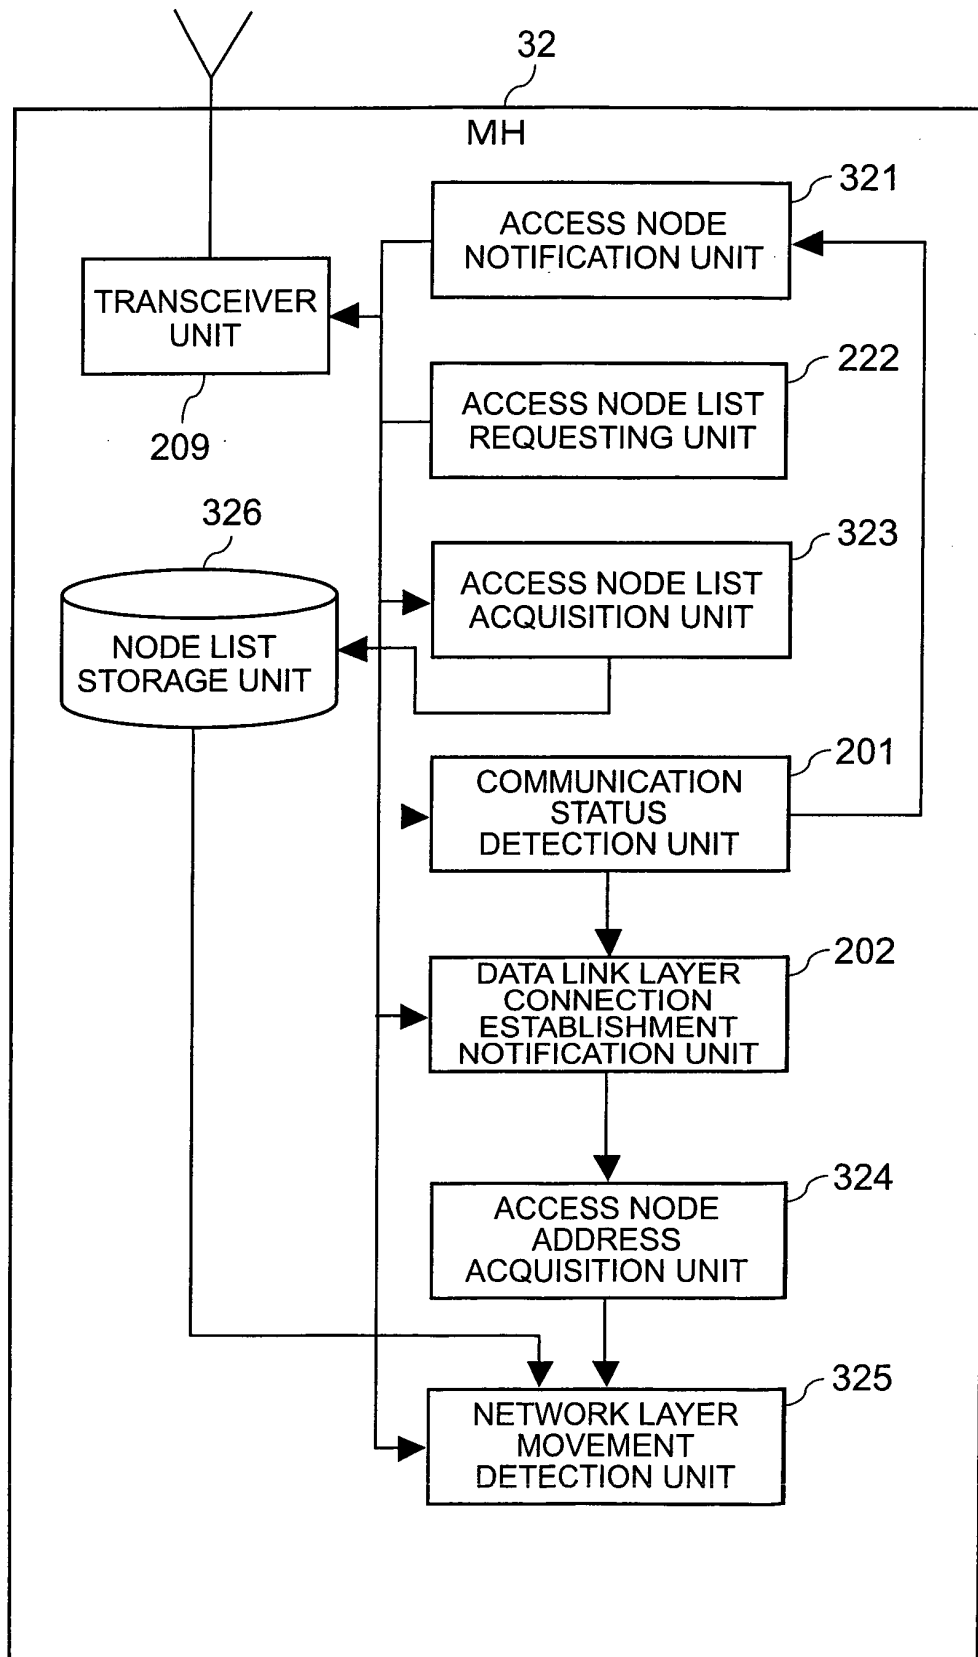 32
MH
321
ACCESS NODE
NOTIFICATION UNIT
TRANSCEIVER
UNIT
209
222
ACCESS NODE LIST
REQUESTING UNIT
326
NODE LIST
STORAGE UNIT
323
ACCESS NODE LIST
ACQUISITION UNIT
201
COMMUNICATION
STATUS
DETECTION UNIT
202
DATA LINK LAYER
CONNECTION
ESTABLISHMENT
NOTIFICATION UNIT
324
ACCESS NODE
ADDRESS
ACQUISITION UNIT
325
NETWORK LAYER
MOVEMENT
DETECTION UNIT